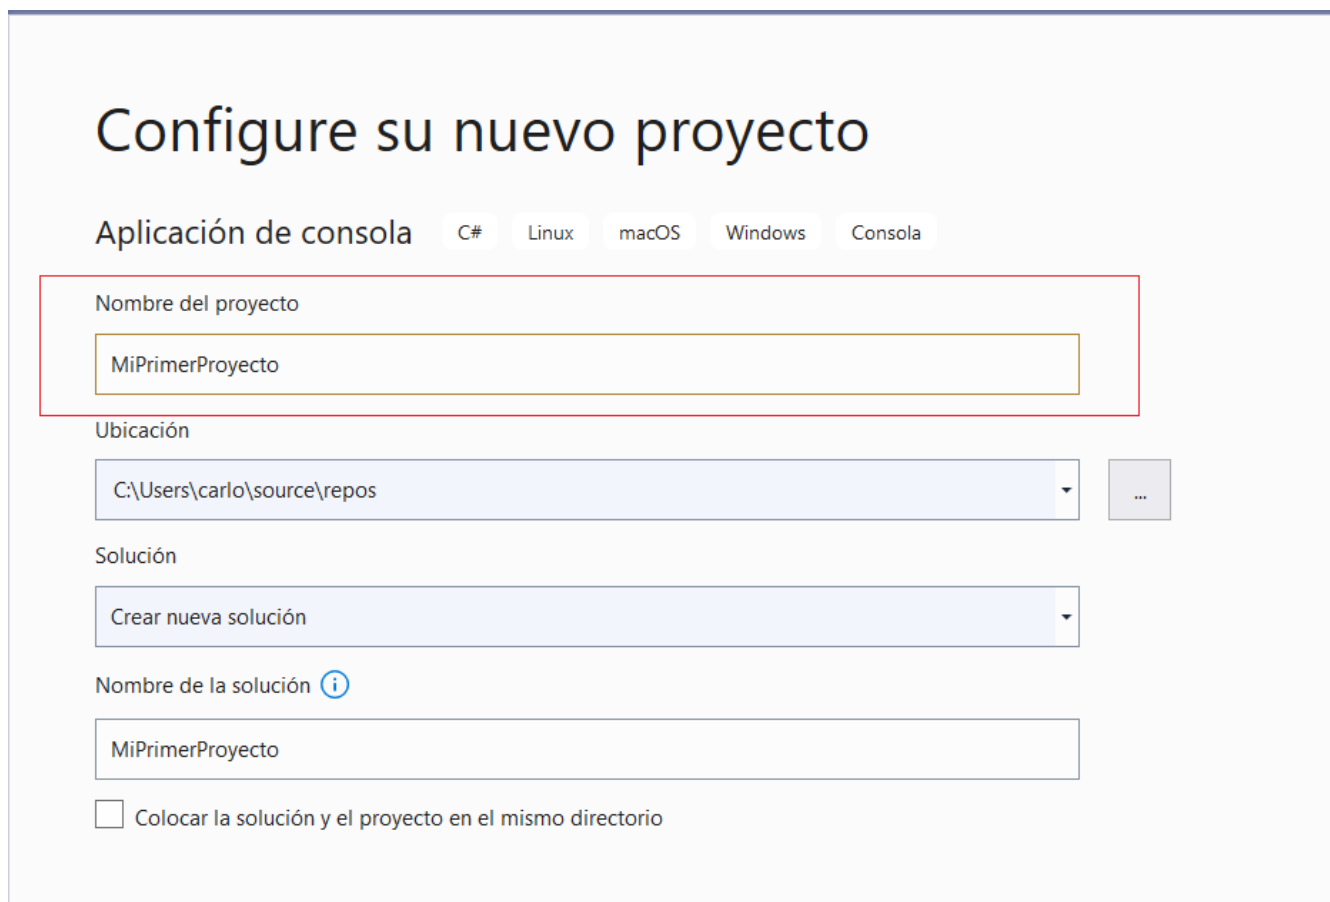 Configure su nuevo proyecto
Aplicación de consola C# Linux macOS Windows Consola
Nombre del proyecto
MiPrimerProyecto
Ubicación
C:\Users\carlo\source\repos
...
Solución
Crear nueva solución
Nombre de la solución
MiPrimerProyecto
Colocar la solución y el proyecto en el mismo directorio